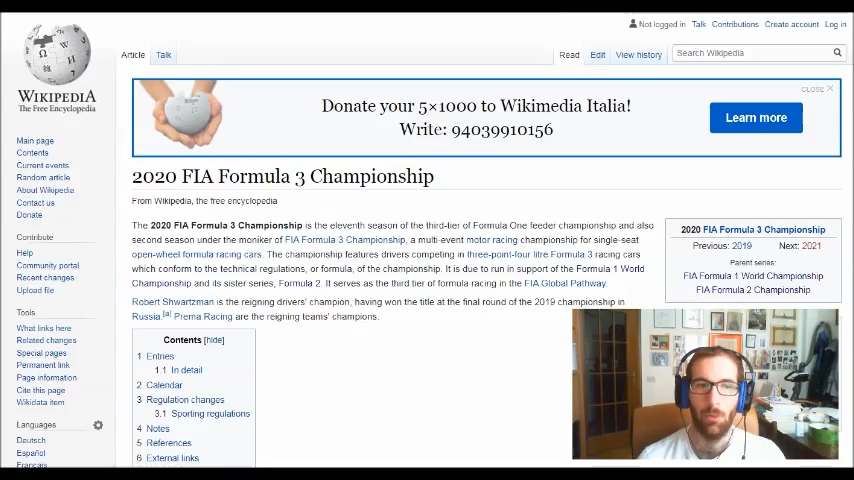 Not logged in Talk Contributions Create account Log in
Article Talk Read Edit View history Search Wikipedia
WIKIPEDIA
The Free Encyclopedia
Main page
Contents
Current events
Random article
About Wikipedia
Contact us
Donate
Contribute
Help
Community portal
Recent changes
Upload file
Tools
What links here
Related changes
Special pages
Permanent link
Page information
Cite this page
Wikidata item
Languages
Deutsch
Español
Français
CLOSE
Donate your 5×1000 to Wikimedia Italia!
Write: 94039910156
Learn more
2020 FIA Formula 3 Championship
From Wikipedia, the free encyclopedia
The 2020 FIA Formula 3 Championship is the eleventh season of the third-tier of Formula One feeder championship and also
second season under the moniker of FIA Formula 3 Championship, a multi-event motor racing championship for single-seat
open-wheel formula racing cars. The championship features drivers competing in three-point-four litre Formula 3 racing cars
which conform to the technical regulations, or formula, of the championship. It is due to run in support of the Formula 1 World
Championship and its sister series, Formula 2. It serves as the third tier of formula racing in the FIA Global Pathway.
Robert Shwartzman is the reigning drivers' champion, having won the title at the final round of the 2019 championship in
Russia.[a] Prema Racing are the reigning teams' champions.
Contents [hide]
1 Entries
1.1 In detail
2 Calendar
3 Regulation changes
3.1 Sporting regulations
4 Notes
5 References
6 External links
2020 FIA Formula 3 Championship
Previous: 2019 Next: 2021
Parent series:
FIA Formula 1 World Championship
FIA Formula 2 Championship